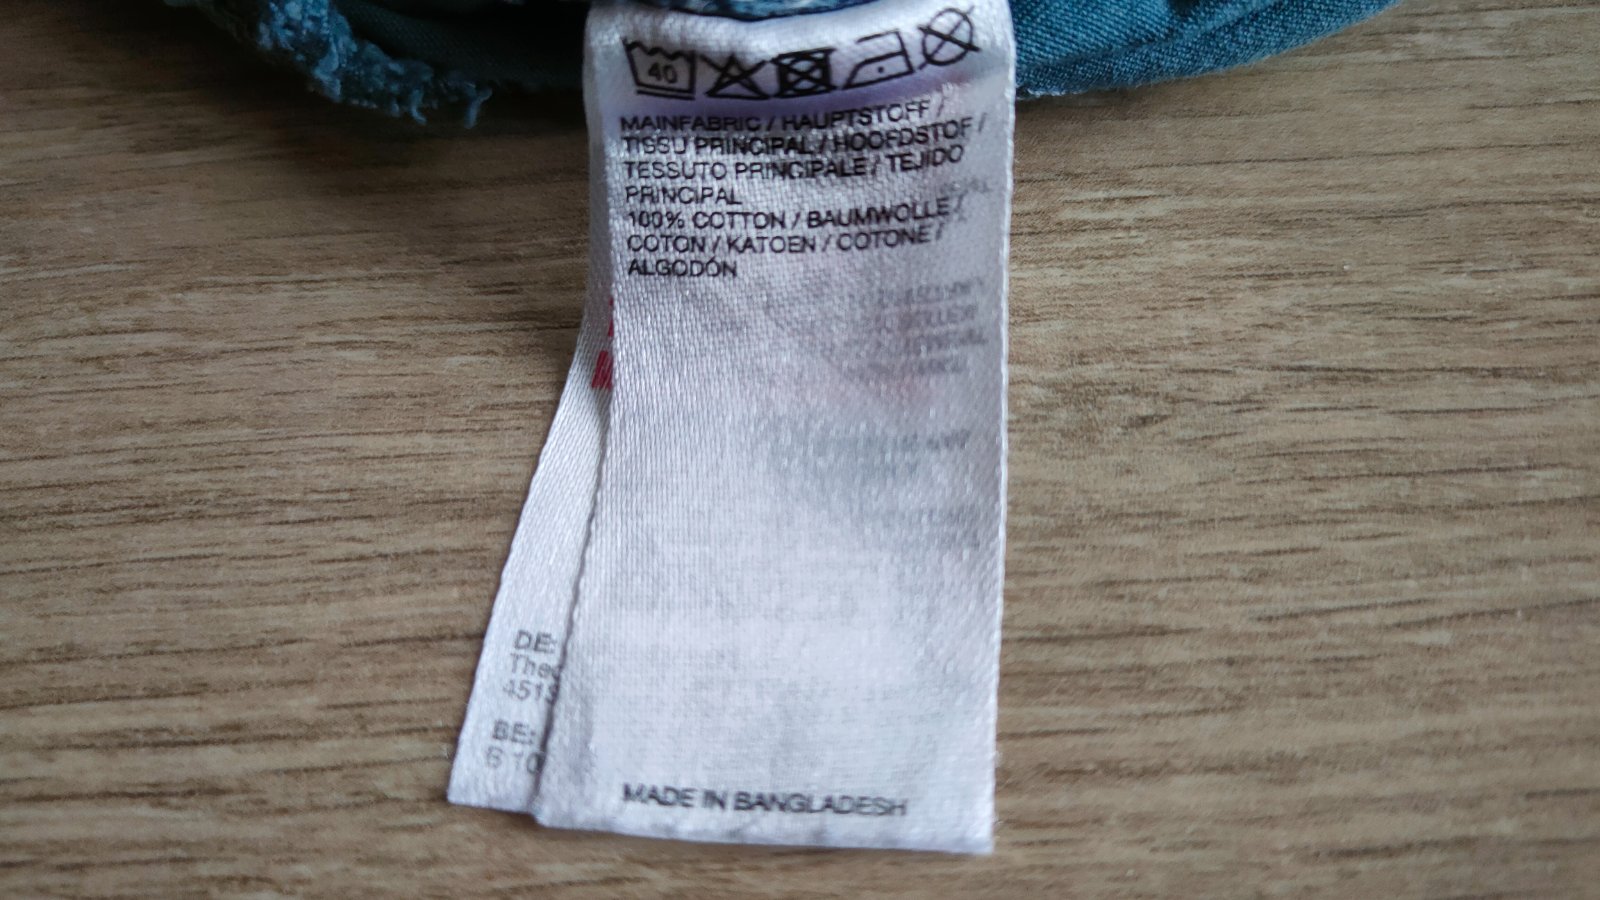 40
MAINFABRIC / HAUPTSTOFF /
TISSU PRINCIPAL / HOOFDSTOF /
TESSUTO PRINCIPALE / TEJIDO
PRINCIPAL
100% COTTON / BAUMWOLLE /
COTON / KATOEN / COTONE /
ALGODÓN
MADE IN BANGLADESH
DE:
BE: